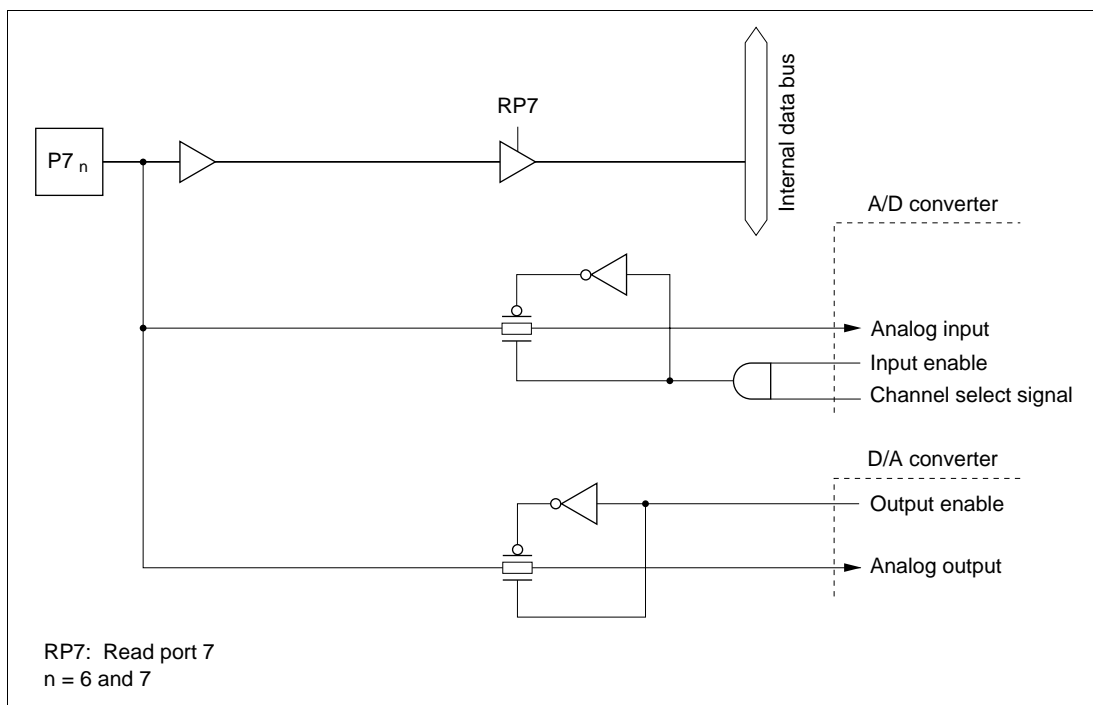 RP7
P7 n
Internal data bus
A/D converter
Analog input
Input enable
Channel select signal
D/A converter
Output enable
Analog output
RP7: Read port 7
n = 6 and 7